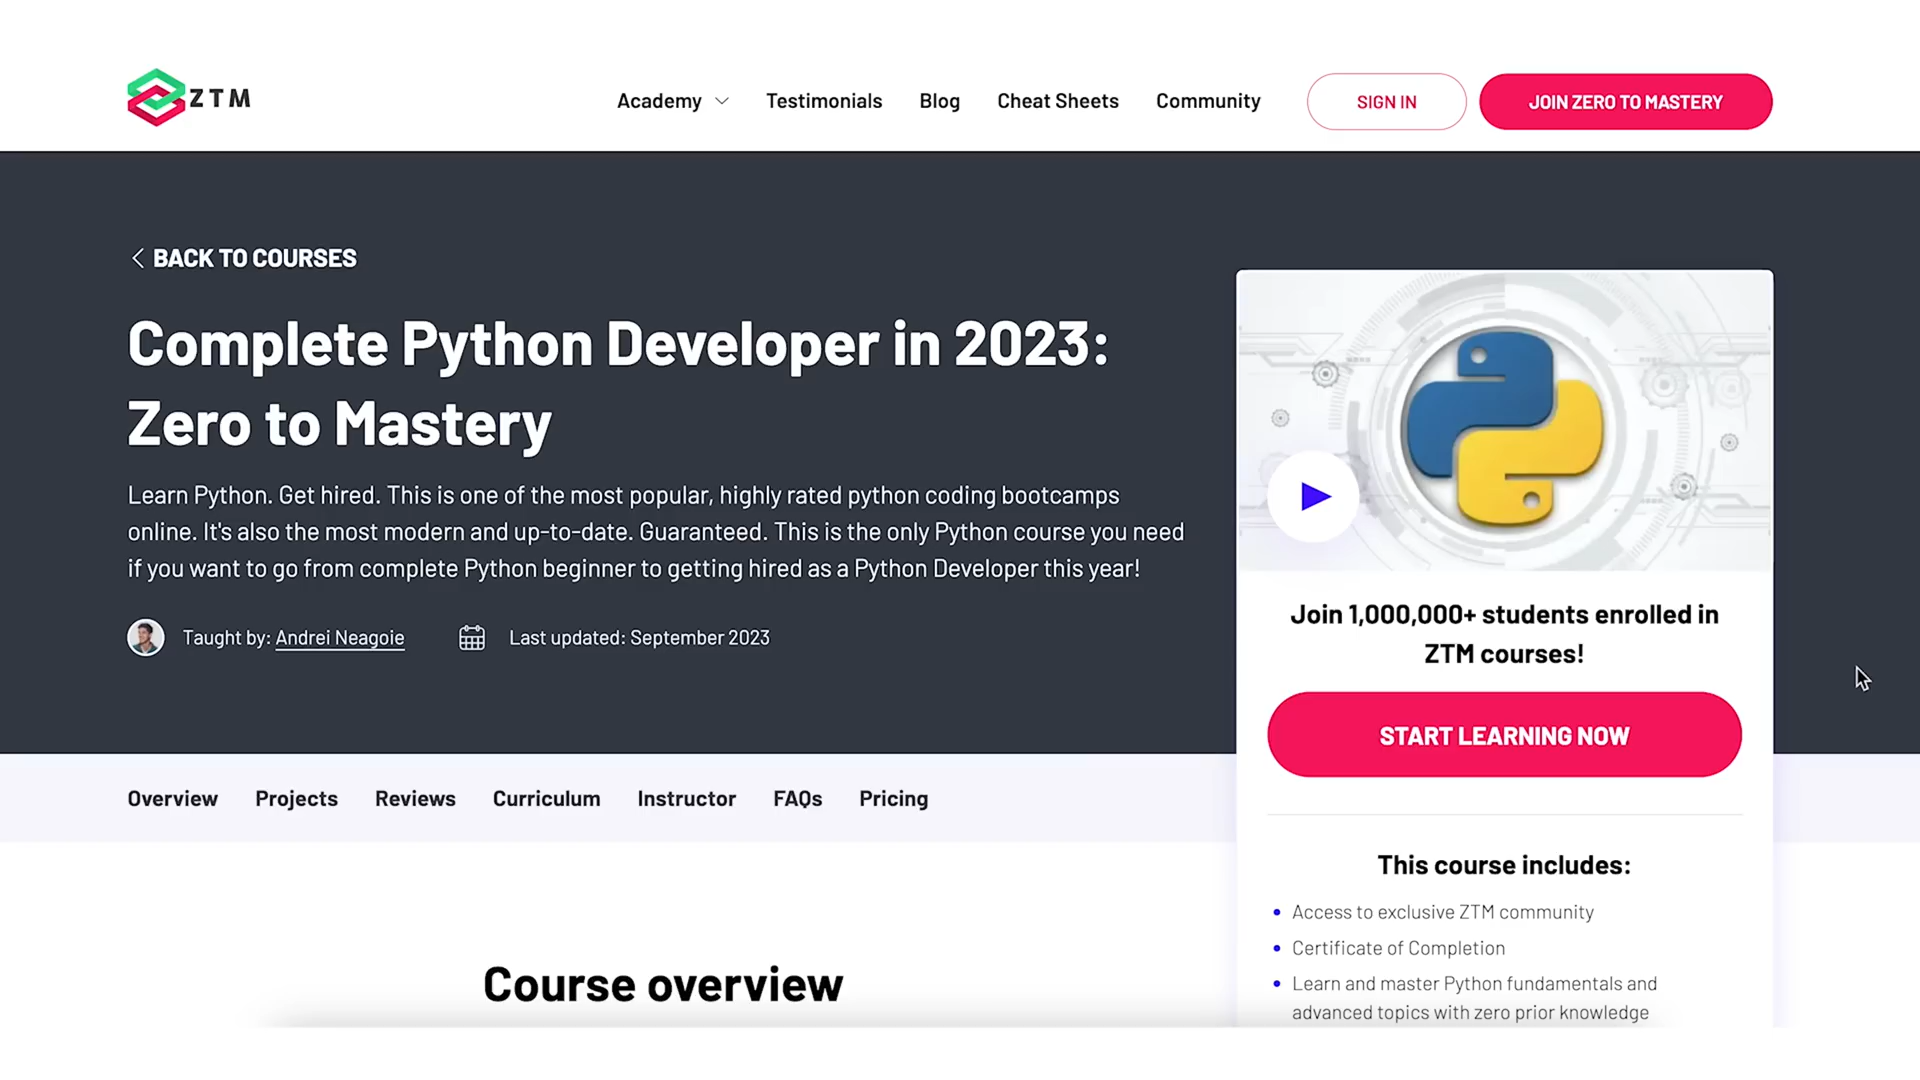 ZTM
Academy
Testimonials
Blog
Cheat Sheets
Community
SIGN IN
JOIN ZERO TO MASTERY
BACK TO COURSES
Complete Python Developer in 2023:
Zero to Mastery
Learn Python. Get hired. This is one of the most popular, highly rated python coding bootcamps
online. It's also the most modern and up-to-date. Guaranteed. This is the only Python course you need
if you want to go from complete Python beginner to getting hired as a Python Developer this year!
Taught by: Andrei Neagoie
Last updated: September 2023
Join 1,000,000+ students enrolled in
ZTM courses!
START LEARNING NOW
Overview
Projects
Reviews
Curriculum
Instructor
FAQs
Pricing
This course includes:
Access to exclusive ZTM community
Certificate of Completion
Learn and master Python fundamentals and
advanced topics with zero prior knowledge
Course overview